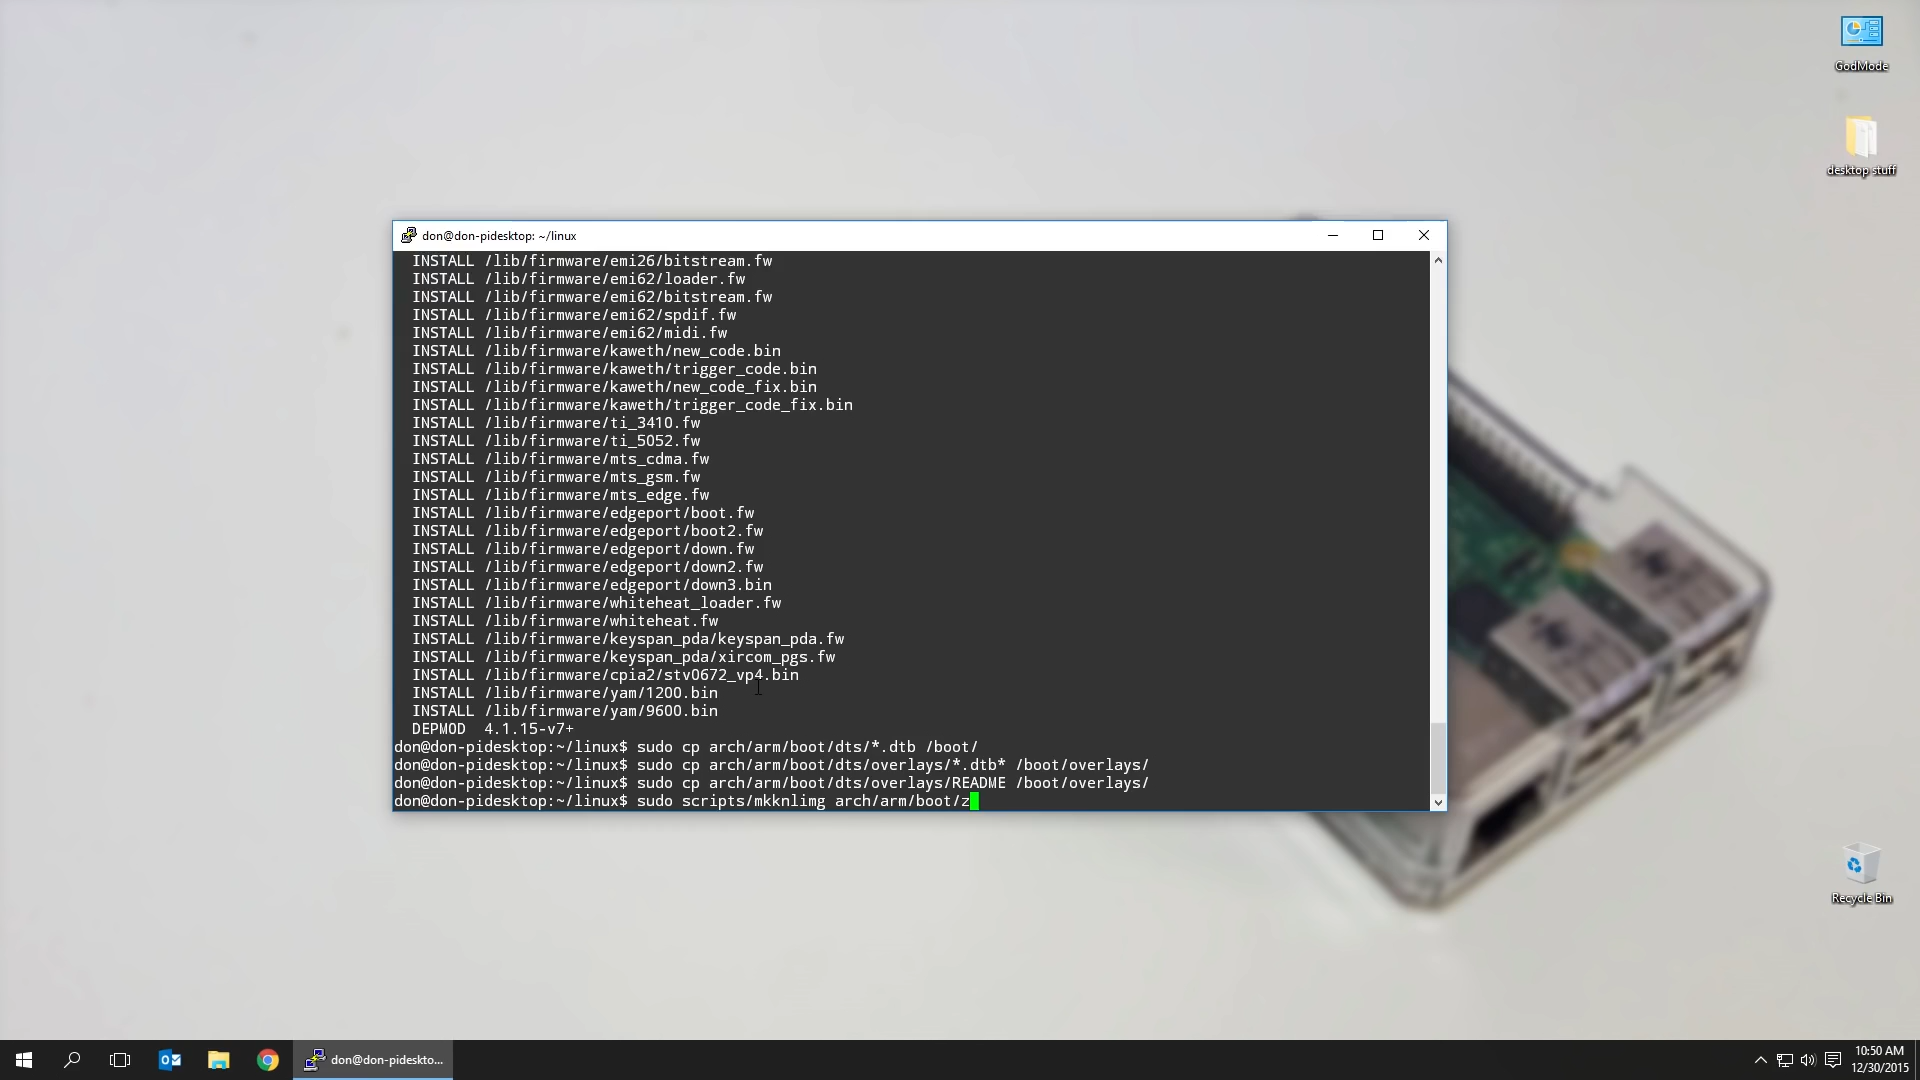 GodMode
desktop stuff
don@don-pidesktop: ~/linux
INSTALL /lib/firmware/emi26/bitstream.fw
INSTALL /lib/firmware/emi62/loader.fw
INSTALL /lib/firmware/emi62/bitstream.fw
INSTALL /lib/firmware/emi62/spdif.fw
INSTALL /lib/firmware/emi62/midi.fw
INSTALL /lib/firmware/kaweth/new_code.bin
INSTALL /lib/firmware/kaweth/trigger_code.bin
INSTALL /lib/firmware/kaweth/new_code_fix.bin
INSTALL /lib/firmware/kaweth/trigger_code_fix.bin
INSTALL /lib/firmware/ti_3410.fw
INSTALL /lib/firmware/ti_5052.fw
INSTALL /lib/firmware/mts_cdma.fw
INSTALL /lib/firmware/mts_gsm.fw
INSTALL /lib/firmware/mts_edge.fw
INSTALL /lib/firmware/edgeport/boot.fw
INSTALL /lib/firmware/edgeport/boot2.fw
INSTALL /lib/firmware/edgeport/down.fw
INSTALL /lib/firmware/edgeport/down2.fw
INSTALL /lib/firmware/edgeport/down3.bin
INSTALL /lib/firmware/whiteheat_loader.fw
INSTALL /lib/firmware/whiteheat.fw
INSTALL /lib/firmware/keyspan_pda/keyspan_pda.fw
INSTALL /lib/firmware/keyspan_pda/xircom_pgs.fw
INSTALL /lib/firmware/cpia2/stv0672_vp4.bin
INSTALL /lib/firmware/yam/1200.bin
INSTALL /lib/firmware/yam/9600.bin
DEPMOD  4.1.15-v7+
don@don-pidesktop:~/linux$ sudo cp arch/arm/boot/dts/*.dtb /boot/
don@don-pidesktop:~/linux$ sudo cp arch/arm/boot/dts/overlays/*.dtb* /boot/overlays/
don@don-pidesktop:~/linux$ sudo cp arch/arm/boot/dts/overlays/README /boot/overlays/
don@don-pidesktop:~/linux$ sudo scripts/mkknlimg arch/arm/boot/z
Recycle Bin
don@don-pideskto...
10:50 AM
12/30/2015